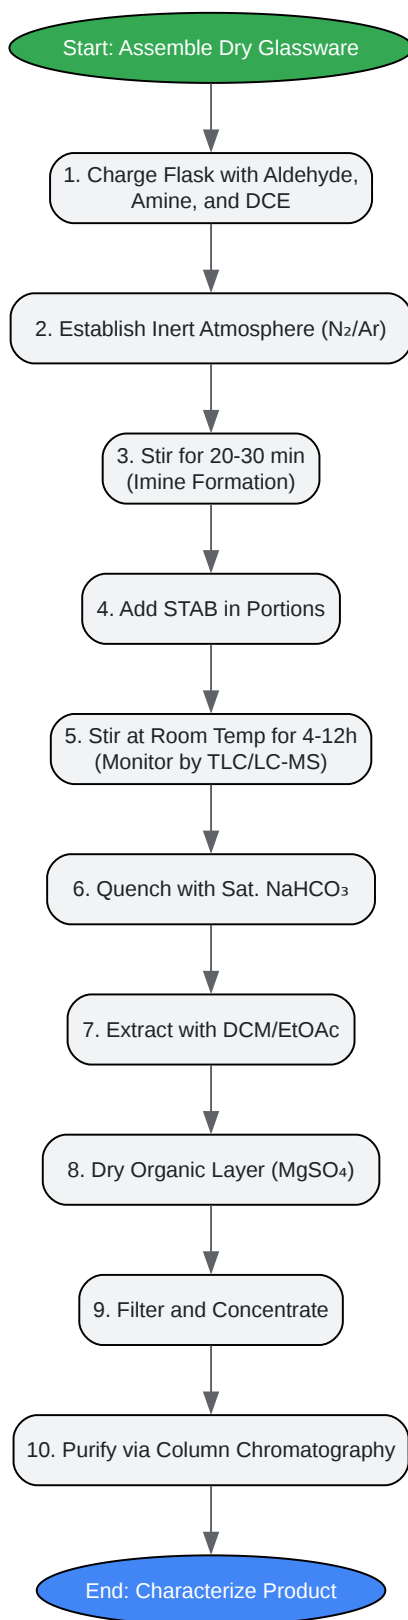 Start: Assemble Dry Glassware
1. Charge Flask with Aldehyde,
Amine, and DCE
2. Establish Inert Atmosphere (N₂/Ar)
3. Stir for 20-30 min
(Imine Formation)
4. Add STAB in Portions
5. Stir at Room Temp for 4-12h
(Monitor by TLC/LC-MS)
6. Quench with Sat. NaHCO₃
7. Extract with DCM/EtOAc
8. Dry Organic Layer (MgSO₄)
9. Filter and Concentrate
10. Purify via Column Chromatography
End: Characterize Product